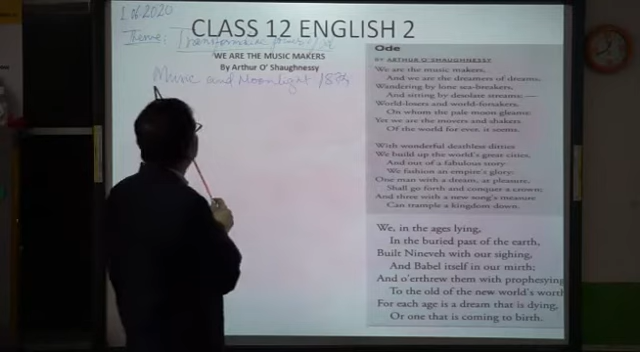 1.6.2020
CLASS 12 ENGLISH 2
Theme:
WE ARE THE MUSIC MAKERS
By Arthur O' Shaughnessy
Music and Moonlight
Ode
BY ARTHUR O'SHAUGHNESSY
We are the music makers,
And we are the dreamers of dreams,
Wandering by lone sea-breakers,
And sitting by desolate streams; —
World-losers and world-forsakers,
On whom the pale moon gleams:
Yet we are the movers and shakers
Of the world for ever, it seems.
With wonderful deathless ditties
We build up the world's great cities,
And out of a fabulous story
We fashion an empire's glory:
One man with a dream, at pleasure,
Shall go forth and conquer a crown;
And three with a new song's measure
Can trample a kingdom down.
We, in the ages lying,
In the buried past of the earth,
Built Nineveh with our sighing,
And Babel itself in our mirth;
And o'erthrew them with prophesying
To the old of the new world's worth
For each age is a dream that is dying,
Or one that is coming to birth.